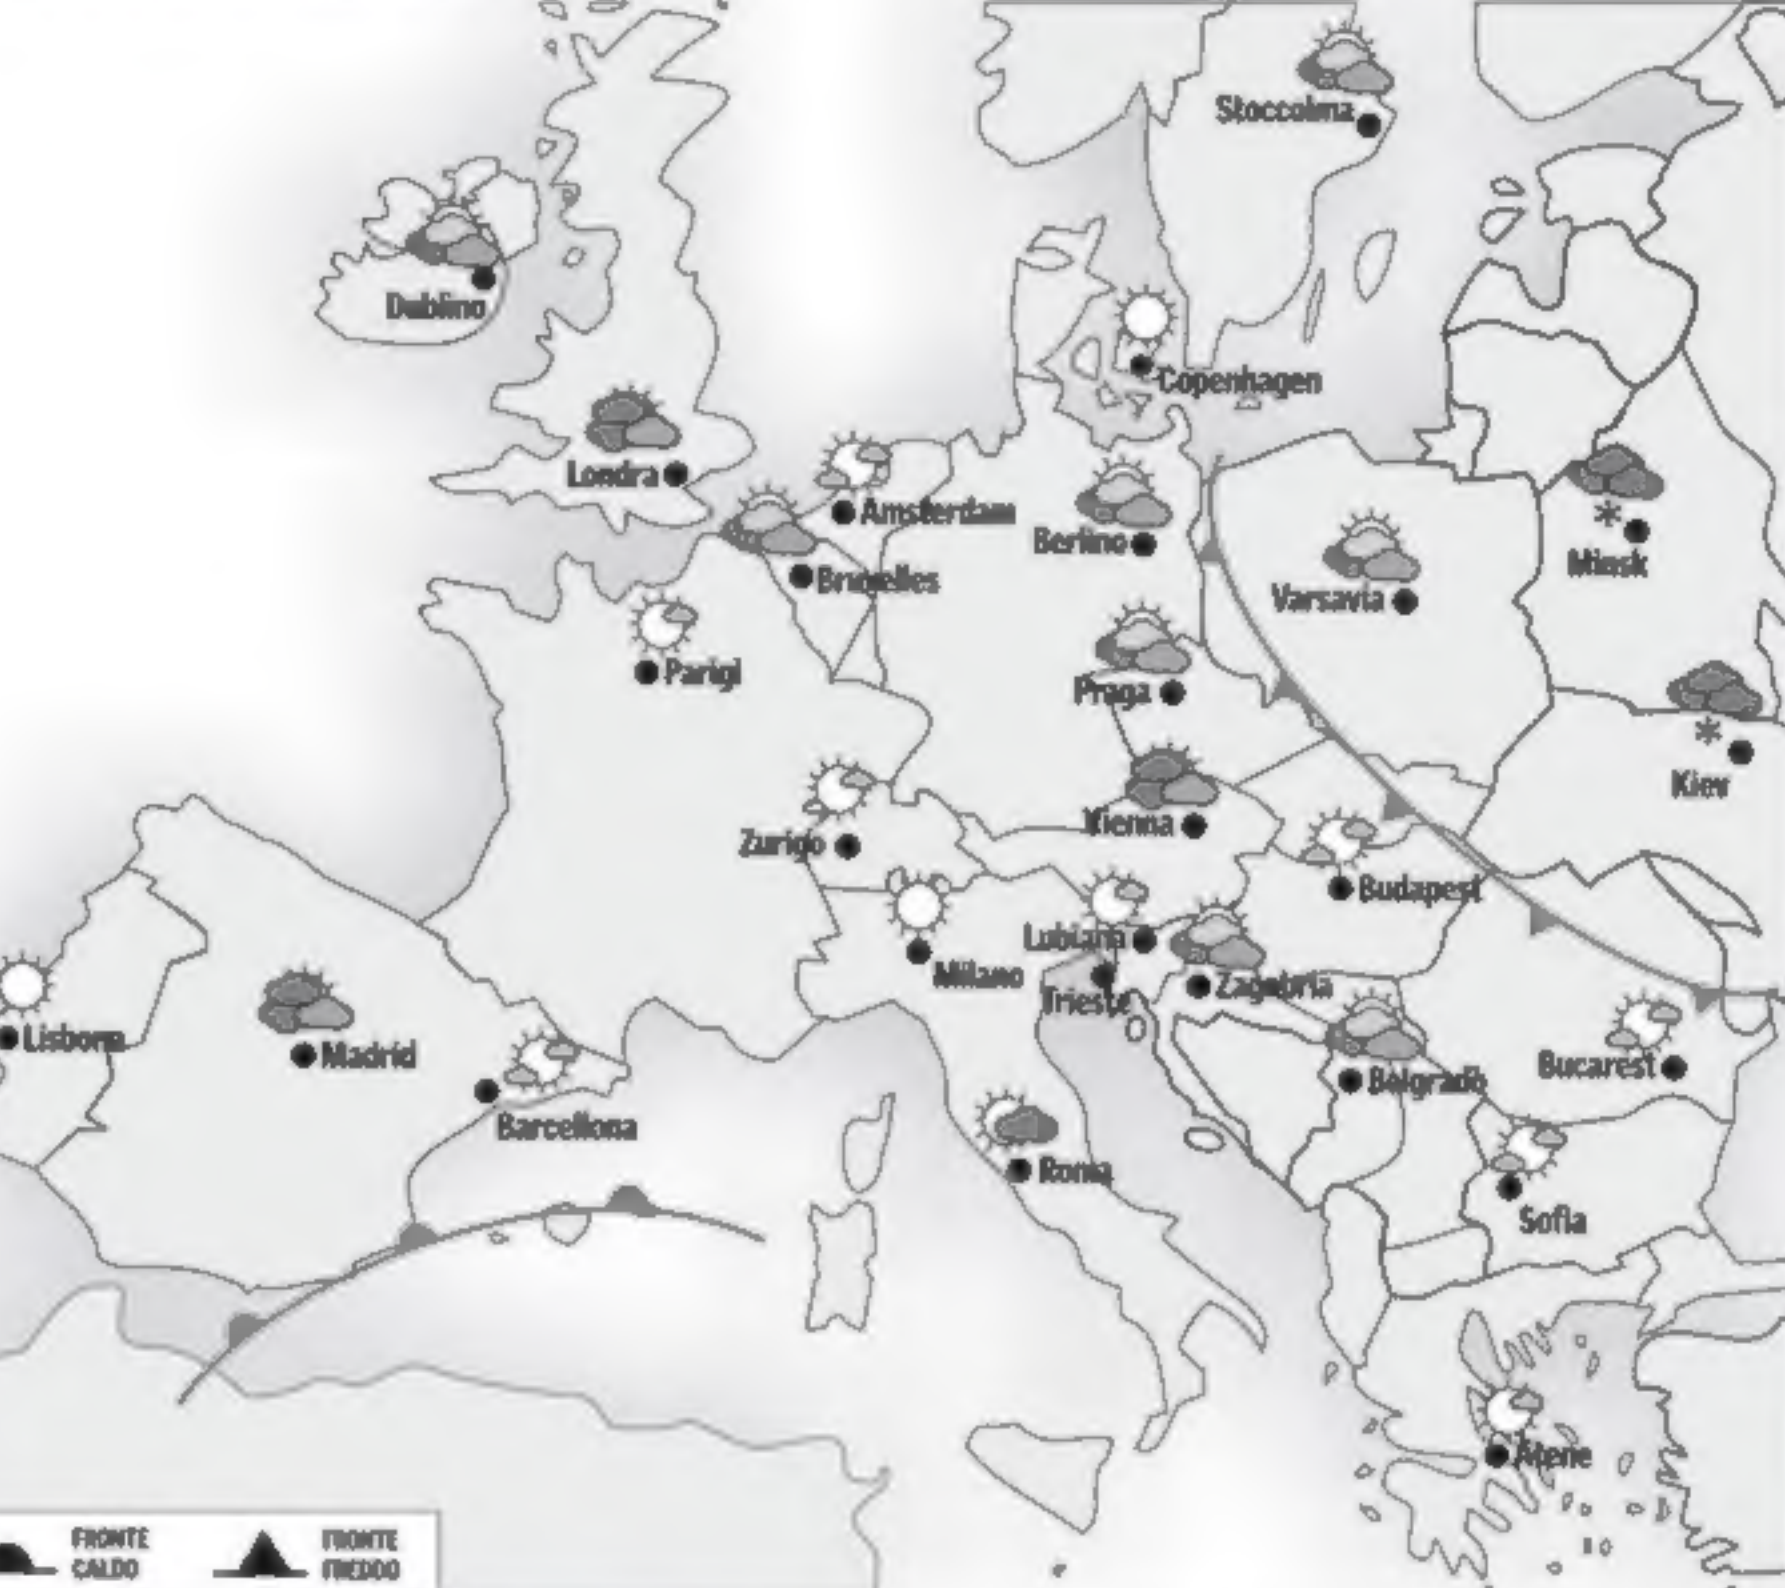 Stoccolma
Dublino
Copenhagen
Londra
Amsterdam
Berlino
Minsk
Bruxelles
Varsavia
Parigi
Praga
Kiev
Vienna
Zurigo
Budapest
Lubiana
Milano
Trieste
Zagabria
Lisbona
Madrid
Belgrado
Bucarest
Barcellona
Roma
Sofia
Atene
FRONTE
CALDO
FRONTE
FREDDO